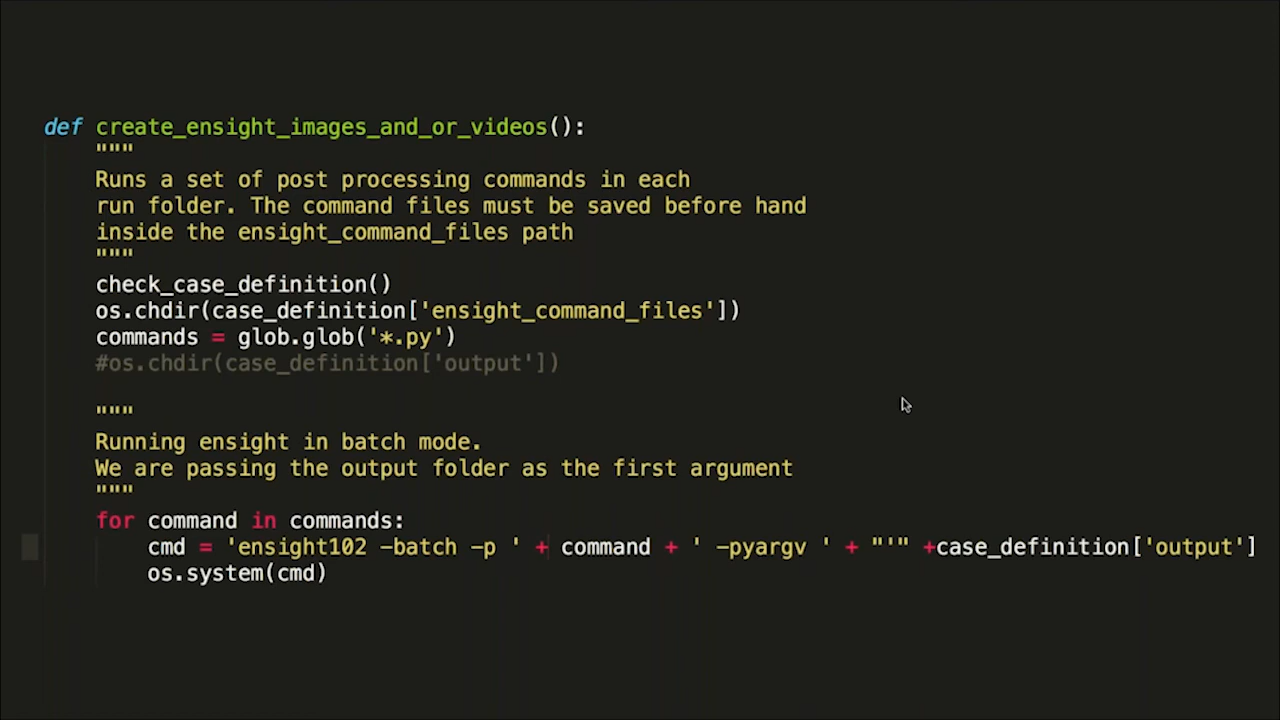 def create_ensight_images_and_or_videos():
"""
Runs a set of post processing commands in each
run folder. The command files must be saved before hand
inside the ensight_command_files path
"""
check_case_definition()
os.chdir(case_definition['ensight_command_files'])
commands = glob.glob('*.py')
#os.chdir(case_definition['output'])
"""
Running ensight in batch mode.
We are passing the output folder as the first argument
"""
for command in commands:
cmd = 'ensight102 -batch -p ' + command + ' -pyargv ' + "'" +case_definition['output']
os.system(cmd)